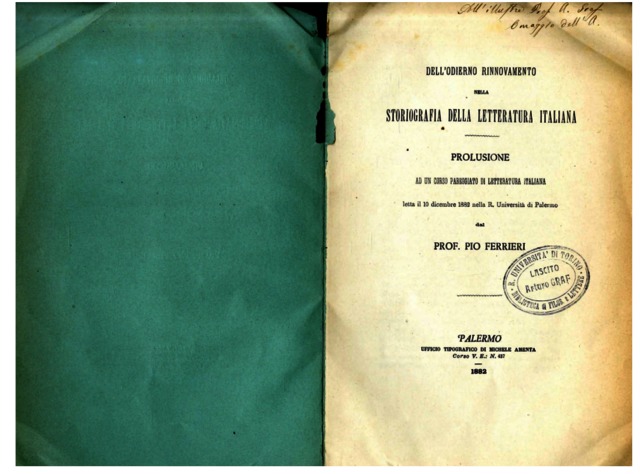 All'illustre Prof. A. Graf
Omaggio dell'A.
DELL'ODIERNO RINNOVAMENTO
NELLA
STORIOGRAFIA DELLA LETTERATURA ITALIANA
PROLUSIONE
AD UN CORSO PAREGGIATO DI LETTERATURA ITALIANA
letta il 10 dicembre 1882 nella R. Università di Palermo
dal
PROF. PIO FERRIERI
R. UNIVERSITA' DI TORINO
LASCITO
Arturo GRAF
BIBLIOTECA di FILOS. e LETTERE
PALERMO
UFFICIO TIPOGRAFICO DI MICHELE AMENTA
Corso V. E.: N. 457
1882